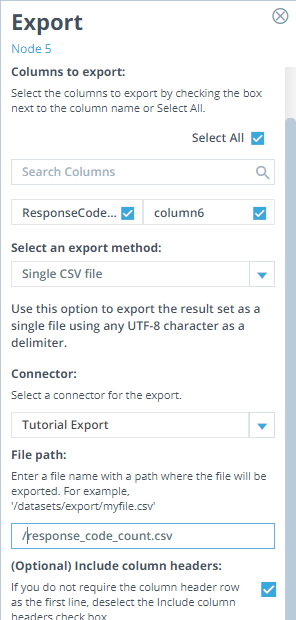 Export
Node 5
Columns to export:
Select the columns to export by checking the box
next to the column name or Select All.
Select All
Search Columns
ResponseCode... column6
Select an export method:
Single CSV file
Use this option to export the result set as a
single file using any UTF-8 character as a
delimiter.
Connector:
Select a connector for the export.
Tutorial Export
File path:
Enter a file name with a path where the file will be
exported. For example,
'/datasets/export/myfile.csv'
/response_code_count.csv
(Optional) Include column headers:
If you do not require the column header row
as the first line, deselect the Include column
headers check box.